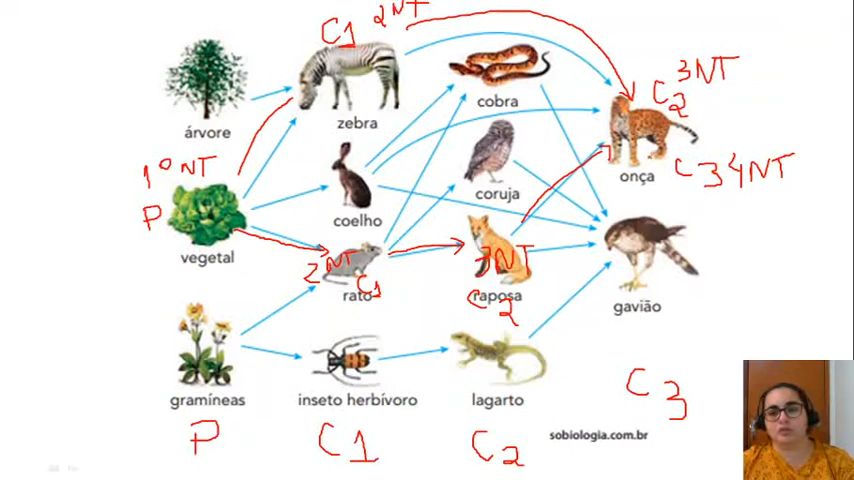 C1 2NT
árvore
zebra
cobra
C2 3NT
onça
C3 4NT
1º NT
P
vegetal
coelho
coruja
2NT
C1
rato
3NT
C2
raposa
gavião
gramíneas
inseto herbívoro
lagarto
P
C1
C2
C3
sobiologia.com.br